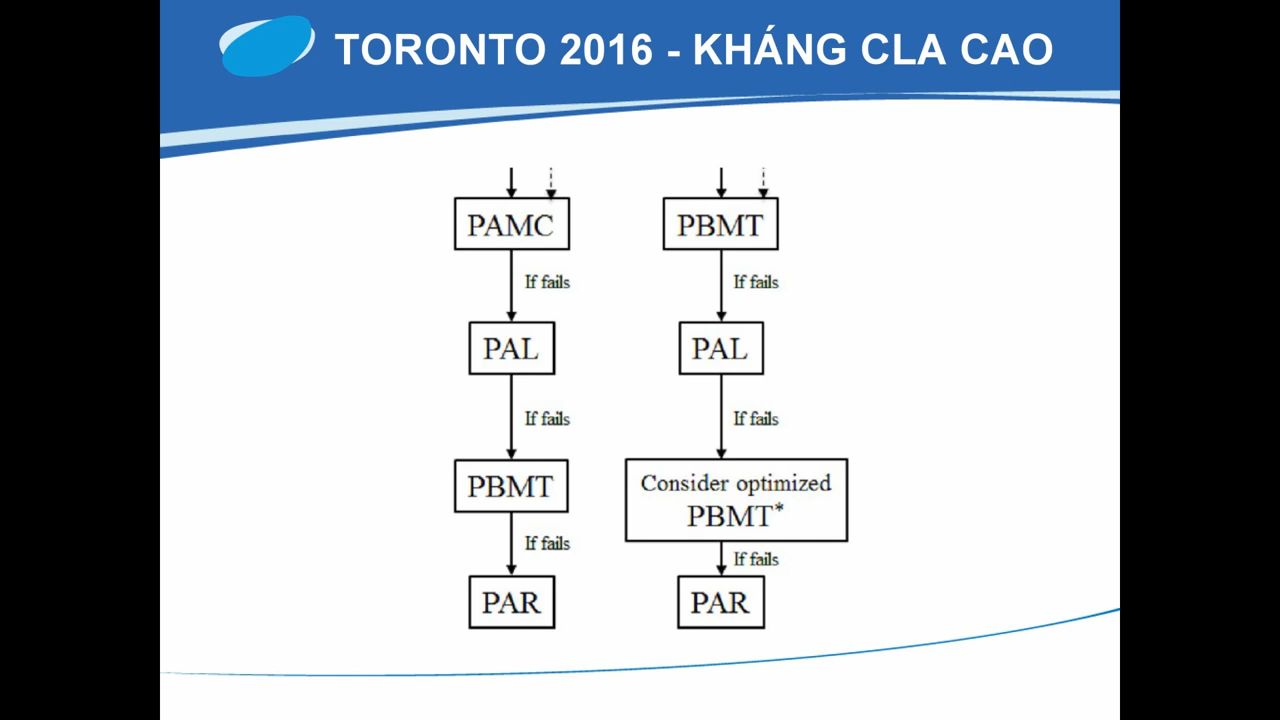 TORONTO 2016 - KHÁNG CLA CAO
PAMC
If fails
PAL
If fails
PBMT
If fails
PAR
PBMT
If fails
PAL
If fails
Consider optimized
PBMT*
If fails
PAR